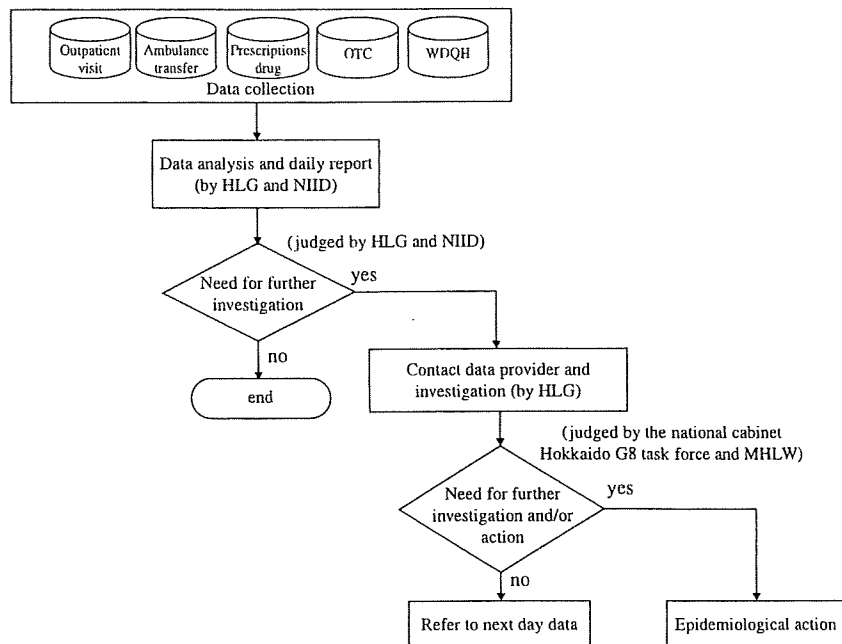 Outpatient visit
Ambulance transfer
Prescriptions drug
OTC
WDQH
Data collection
Data analysis and daily report
(by HLG and NIID)
(judged by HLG and NIID)
Need for further
investigation
yes
no
end
Contact data provider and
investigation (by HLG)
(judged by the national cabinet
Hokkaido G8 task force and MHLW)
Need for further
investigation and/or
action
yes
no
Refer to next day data
Epidemiological action